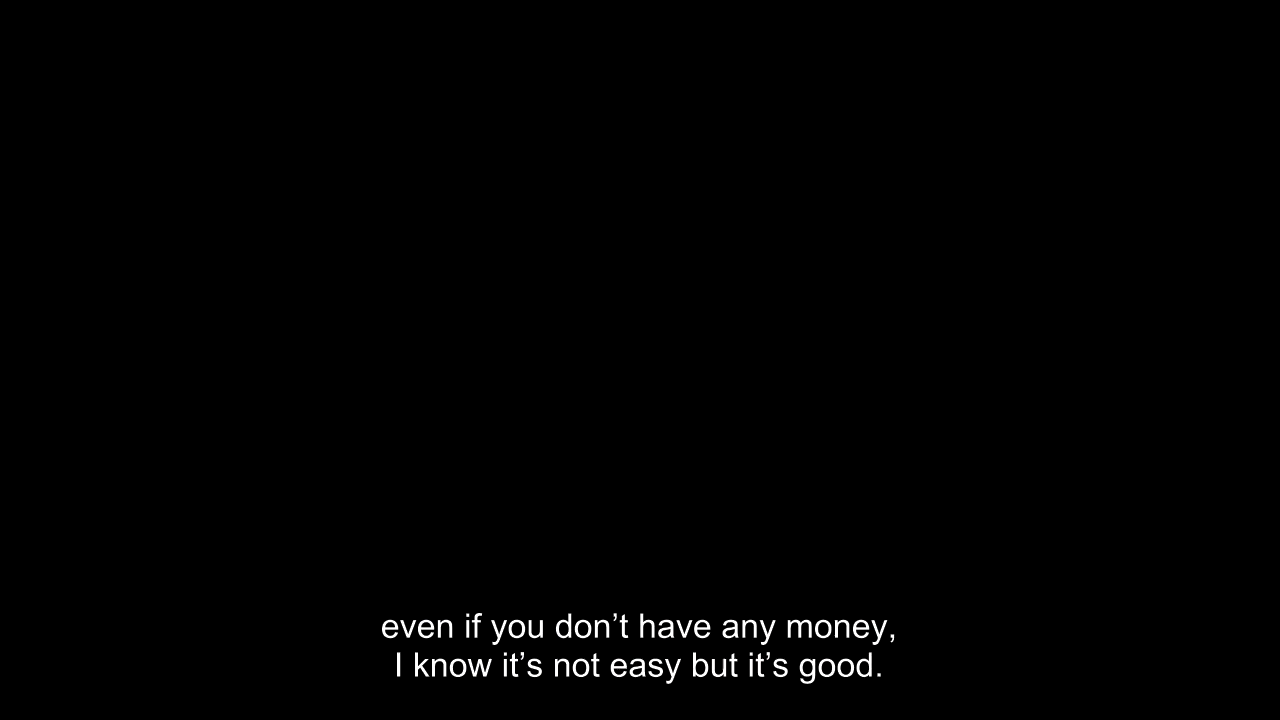 even if you don’t have any money,
I know it’s not easy but it’s good.